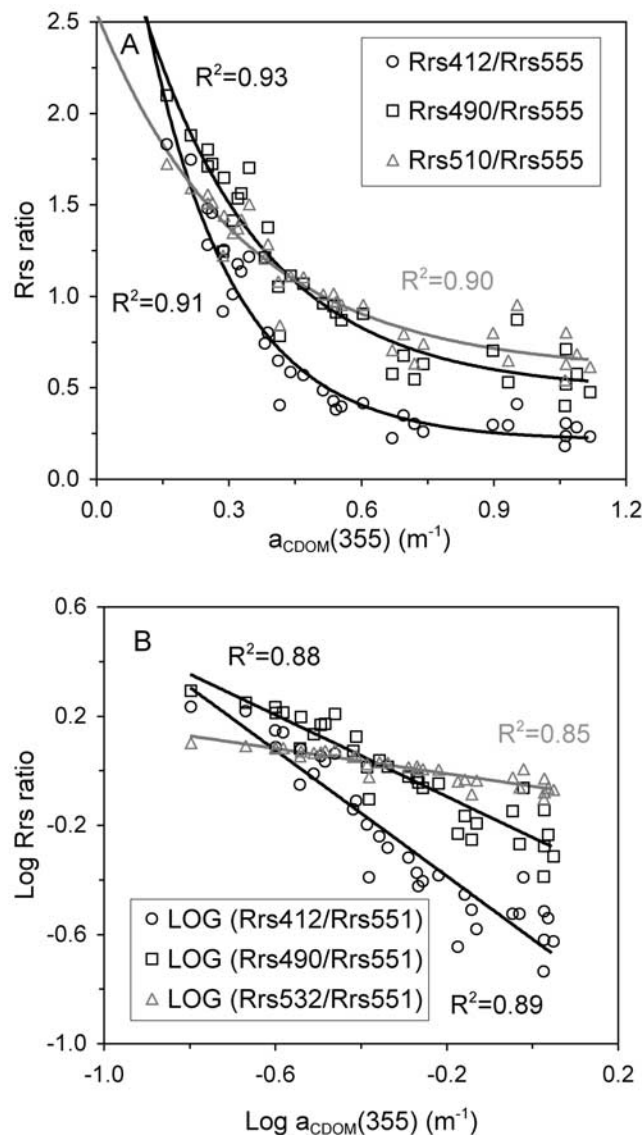 2.5
A
R²=0.93
Rrs412/Rrs555
Rrs490/Rrs555
Rrs510/Rrs555
2.0
1.5
Rrs ratio
1.0
R²=0.91
R²=0.90
0.5
0.0
0.0 0.3 0.6 0.9 1.2
aCDOM(355) (m⁻¹)
0.6
B
R²=0.88
0.2
R²=0.85
Log Rrs ratio
-0.2
-0.6
LOG (Rrs412/Rrs551)
LOG (Rrs490/Rrs551)
LOG (Rrs532/Rrs551)
R²=0.89
-1.0
-1.0 -0.6 -0.2 0.2
Log aCDOM(355) (m⁻¹)